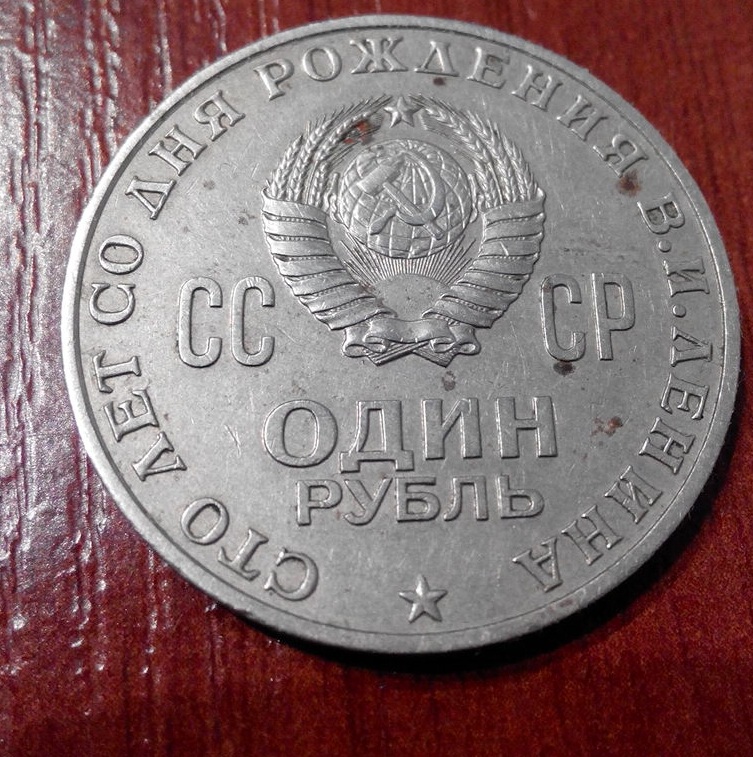 СТО ЛЕТ СО ДНЯ РОЖДЕНИЯ В.И.ЛЕНИНА
СС СР
ОДИН
РУБЛЬ